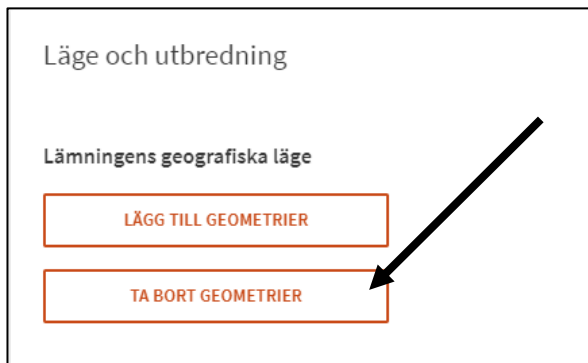 Läge och utbredning
Lämningens geografiska läge
LÄGG TILL GEOMETRIER
TA BORT GEOMETRIER